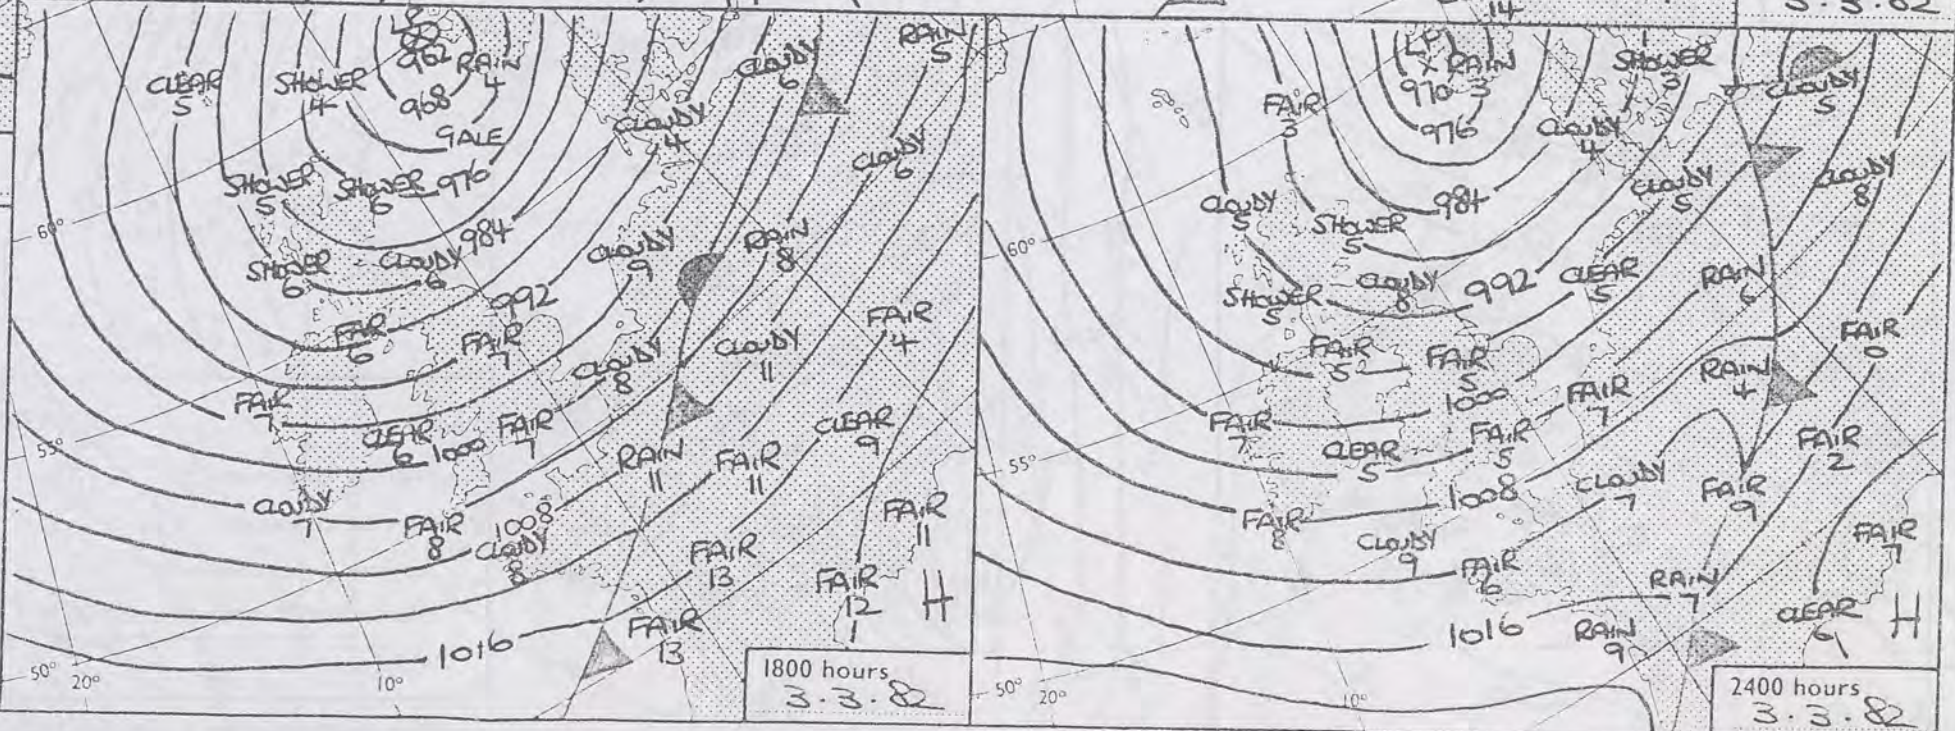 14
3.3.82
L
962
RAIN
4
968
GALE
CLEAR
5
SHOWER
4
CLOUDY
6
RAIN
5
CLOUDY
4
CLOUDY
6
SHOWER
5
SHOWER
6
976
60°
984
SHOWER
6
CLOUDY
6
CLOUDY
9
RAIN
8
992
FAIR
6
FAIR
7
CLOUDY
8
CLOUDY
11
FAIR
4
FAIR
7
CLEAR
6
1000
FAIR
7
55°
RAIN
11
FAIR
11
CLEAR
9
CLOUDY
7
FAIR
8
1008
CLOUDY
8
FAIR
13
FAIR
11
FAIR
12
H
1016
FAIR
13
50°
20°
10°
1800 hours
3.3.82
L
X
RAIN
3
970
976
FAIR
3
SHOWER
3
CLOUDY
5
CLOUDY
4
CLOUDY
5
CLOUDY
8
CLOUDY
5
SHOWER
5
984
60°
SHOWER
5
CLOUDY
8
992
CLEAR
5
RAIN
6
FAIR
5
FAIR
5
FAIR
0
RAIN
4
1000
FAIR
7
FAIR
7
CLEAR
5
FAIR
5
FAIR
2
55°
1008
CLOUDY
7
FAIR
9
FAIR
8
CLOUDY
9
FAIR
6
FAIR
7
RAIN
7
CLEAR
6
H
1016
RAIN
9
50°
20°
10°
2400 hours
3.3.82